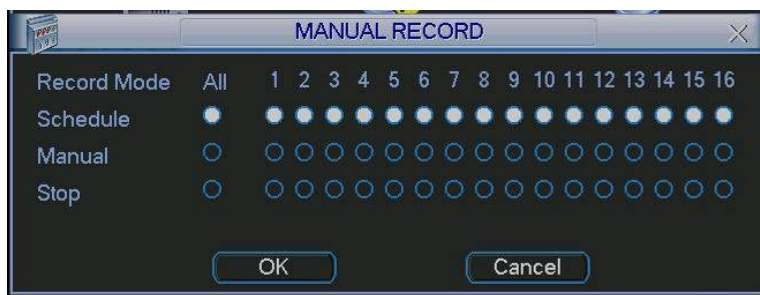 MANUAL RECORD
Record Mode All 1 2 3 4 5 6 7 8 9 10 11 12 13 14 15 16
Schedule
Manual
Stop
OK Cancel